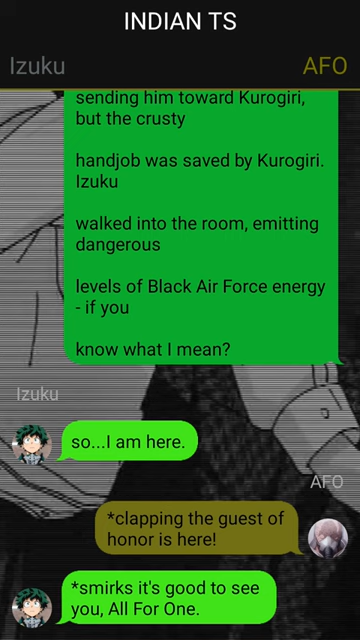 INDIAN TS
Izuku
AFO
sending him toward Kurogiri,
but the crusty
handjob was saved by Kurogiri.
Izuku
walked into the room, emitting
dangerous
levels of Black Air Force energy
- if you
know what I mean?
Izuku
so...I am here.
AFO
*clapping the guest of
honor is here!
*smirks it's good to see
you, All For One.